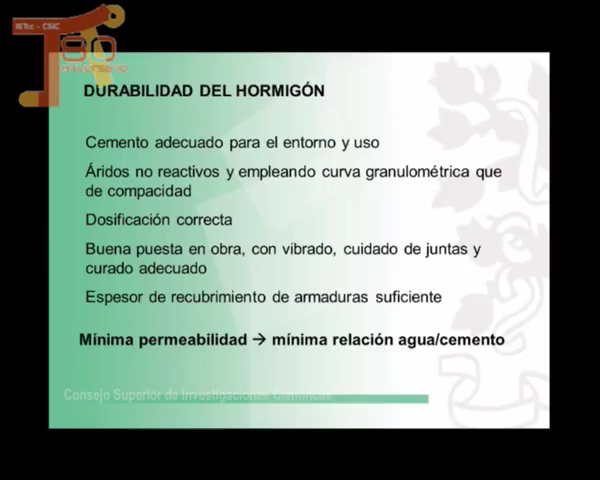 IETcc - CSIC
80
aniversario
DURABILIDAD DEL HORMIGÓN
Cemento adecuado para el entorno y uso
Áridos no reactivos y empleando curva granulométrica que
de compacidad
Dosificación correcta
Buena puesta en obra, con vibrado, cuidado de juntas y
curado adecuado
Espesor de recubrimiento de armaduras suficiente
Mínima permeabilidad → mínima relación agua/cemento
Consejo Superior de Investigaciones Científicas